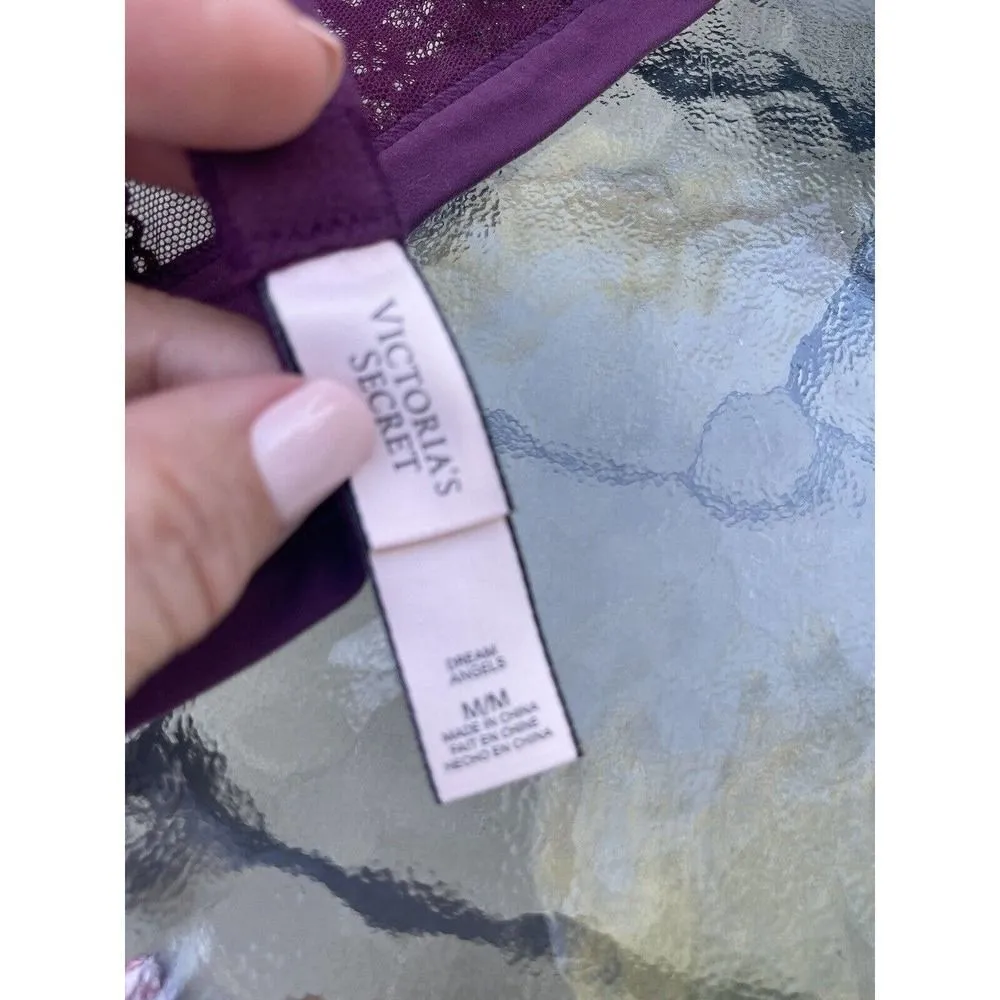 VICTORIA'S
SECRET
DREAM
ANGELS
M/M
MADE IN CHINA
FAIT EN CHINE
HECHO EN CHINA